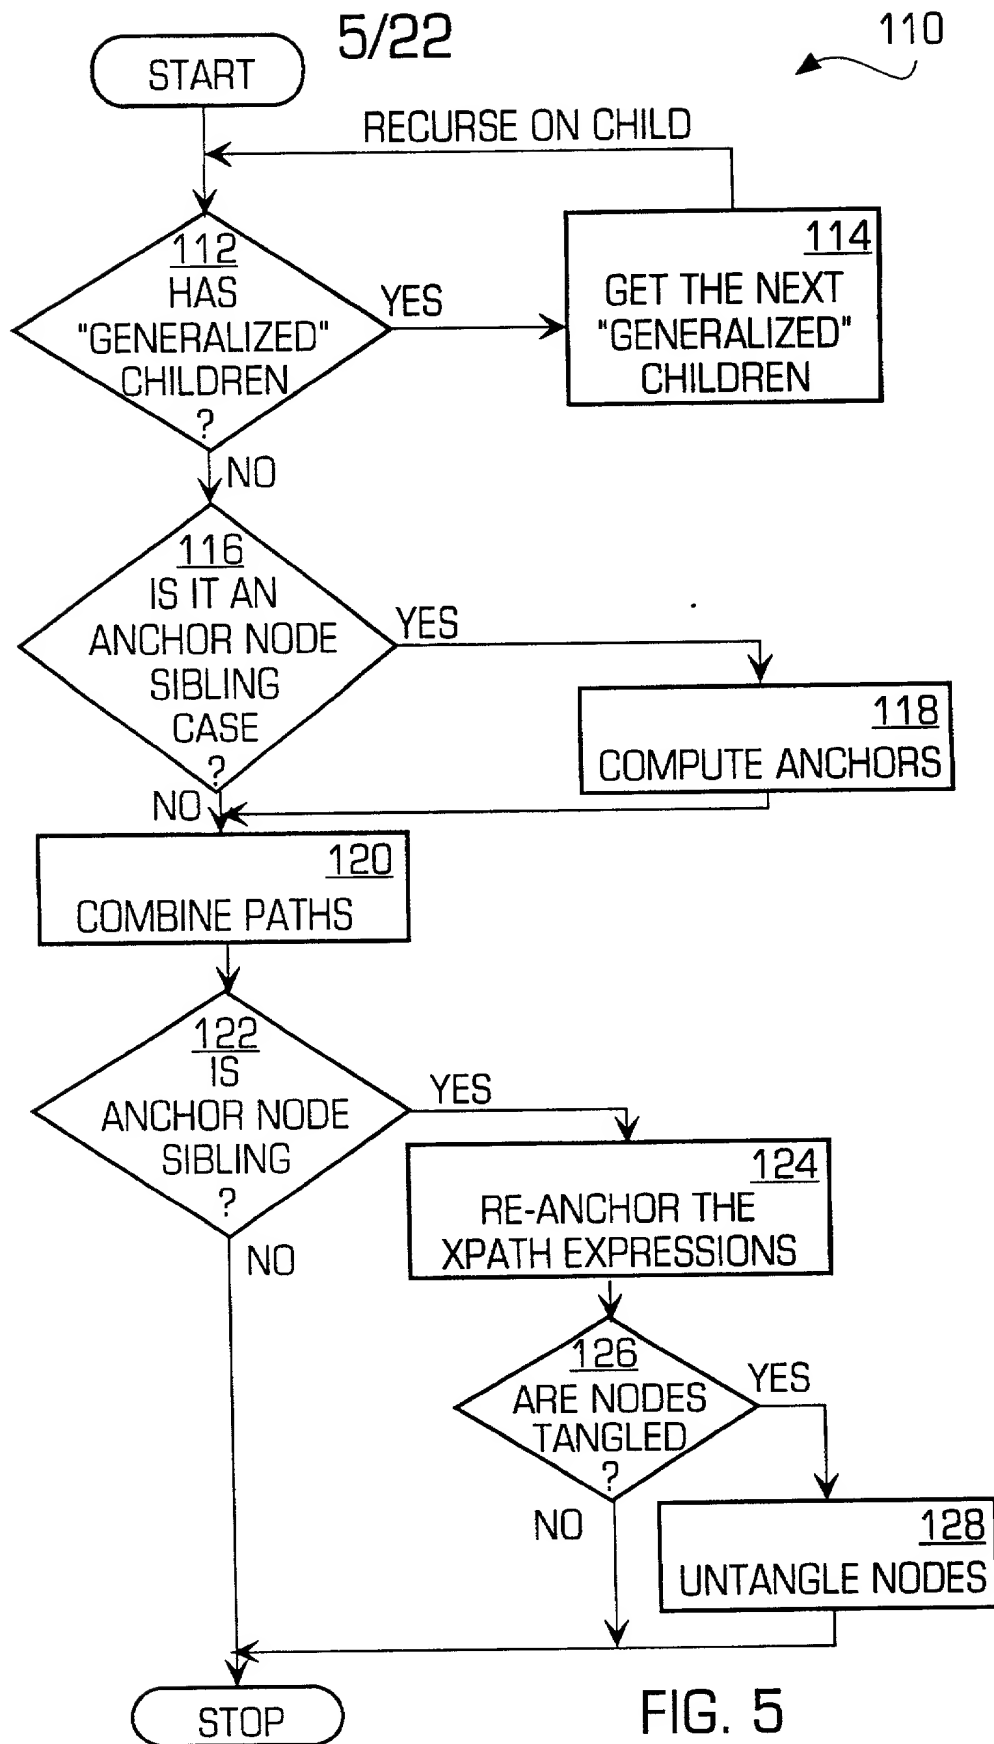 5/22
110
START
RECURSE ON CHILD
112
HAS
"GENERALIZED"
CHILDREN
?
YES
114
GET THE NEXT
"GENERALIZED"
CHILDREN
NO
116
IS IT AN
ANCHOR NODE
SIBLING
CASE
?
YES
118
COMPUTE ANCHORS
NO
120
COMBINE PATHS
122
IS
ANCHOR NODE
SIBLING
?
YES
124
RE-ANCHOR THE
XPATH EXPRESSIONS
NO
126
ARE NODES
TANGLED
?
YES
NO
128
UNTANGLE NODES
STOP
FIG. 5